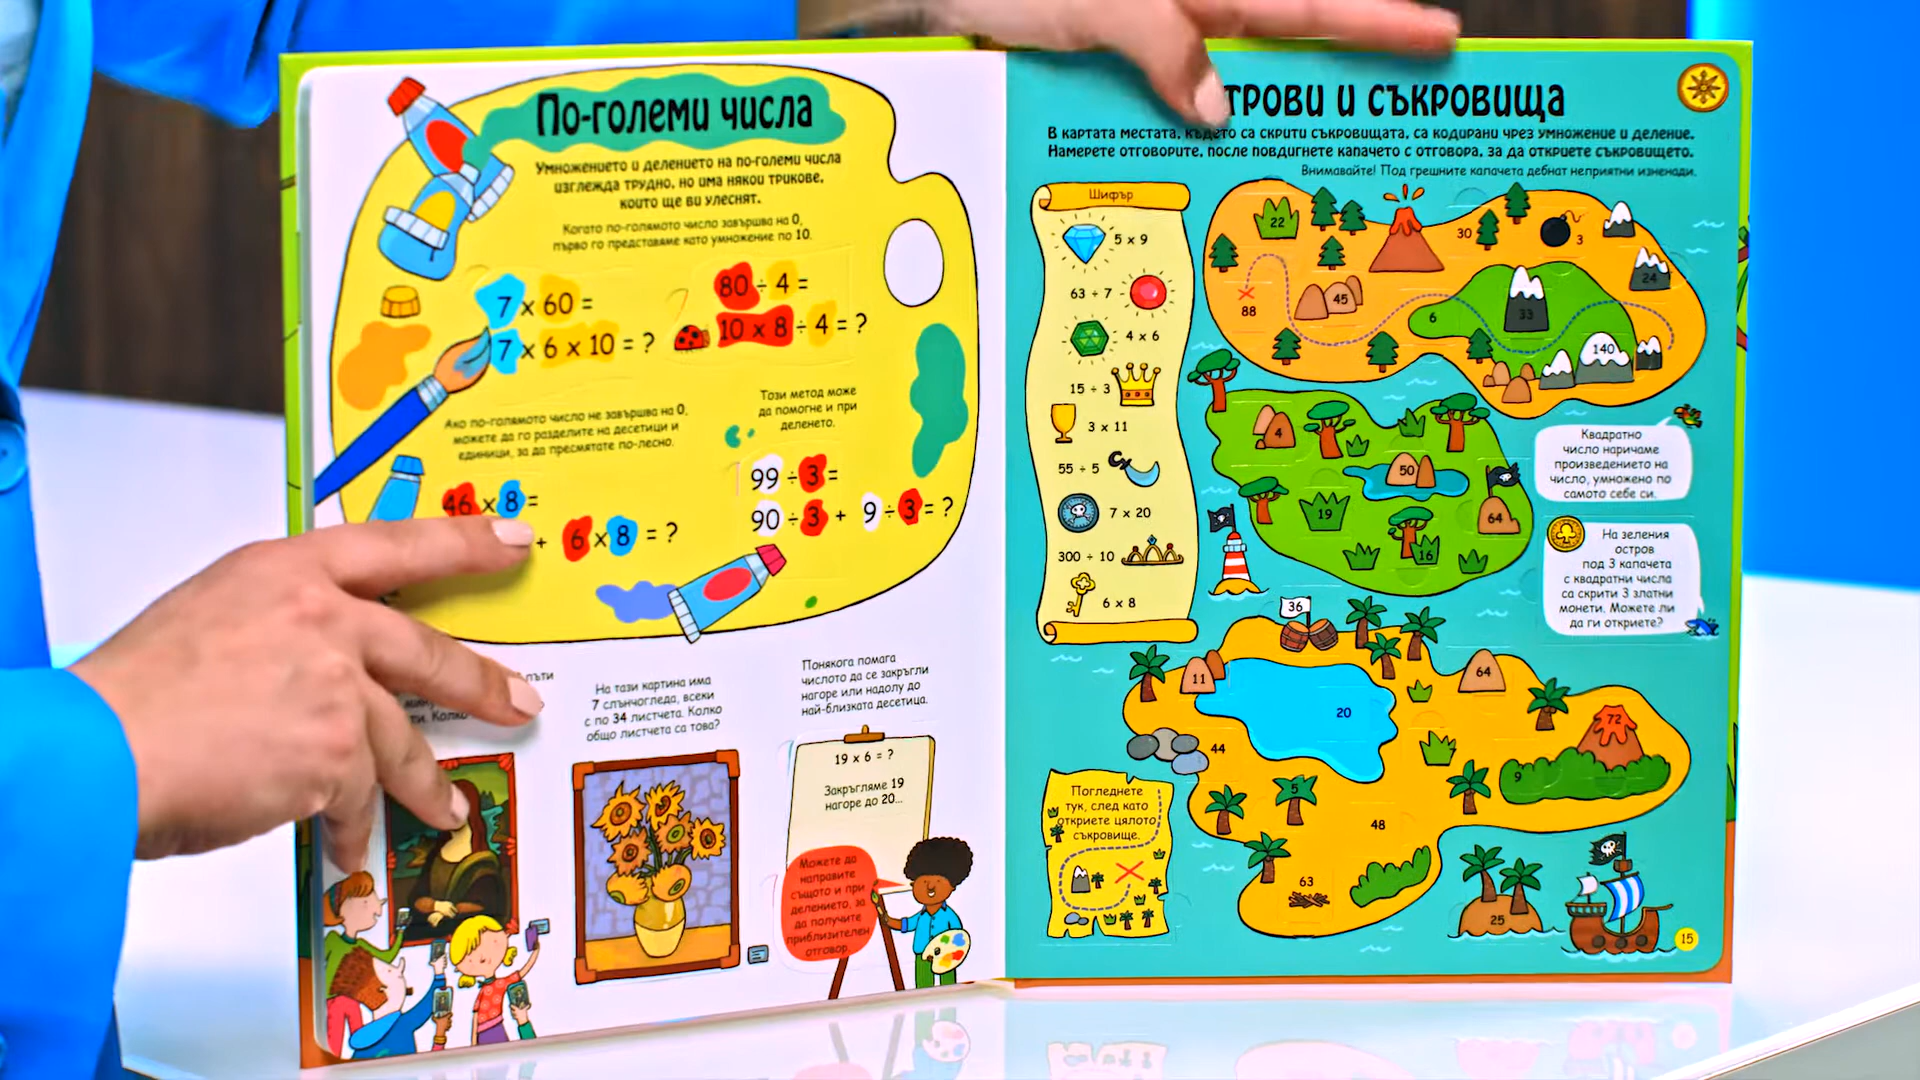 По-големи числа
Умножението и делението на по-големи числа
изглежда трудно, но има някои трикове,
които ще ви улеснят.
Когато по-голямото число завършва на 0,
първо го представяме като умножение по 10.
7 x 60 =
7 x 6 x 10 = ?
80 ÷ 4 =
10 x 8 ÷ 4 = ?
Ако по-голямото число не завършва на 0,
можете да го разделите на десетици и
единици, за да пресмятате по-лесно.
46 x 8 =
+ 6 x 8 = ?
Този метод може
да помогне и при
деленето.
99 ÷ 3 =
90 ÷ 3 + 9 ÷ 3 = ?
пъти
ти. Колко
На тази картина има
7 слънчогледа, всеки
с по 34 листчета. Колко
общо листчета са това?
Понякога помага
числото да се закръгли
нагоре или надолу до
най-близката десетица.
19 x 6 = ?
Закръгляме 19
нагоре до 20...
Можете да
направите
същото и при
делението, за
да получите
приблизителен
отговор.
трови и съкровища
В картата местата, където са скрити съкровищата, са кодирани чрез умножение и деление.
Намерете отговорите, после повдигнете капачето с отговора, за да откриете съкровището.
Внимавайте! Под грешните капачета дебнат неприятни изненади.
Шифър
5 x 9
63 ÷ 7
4 x 6
15 ÷ 3
3 x 11
55 ÷ 5
7 x 20
300 ÷ 10
6 x 8
22
30
3
24
45
88
6
33
140
4
50
19
64
16
Квадратно
число наричаме
произведението на
число, умножено по
самото себе си.
На зеления
остров
под 3 капачета
с квадратни числа
са скрити 3 златни
монети. Можете ли
да ги откриете?
36
11
64
20
72
44
9
5
48
63
25
Погледнете
тук, след като
откриете цялото
съкровище.
15